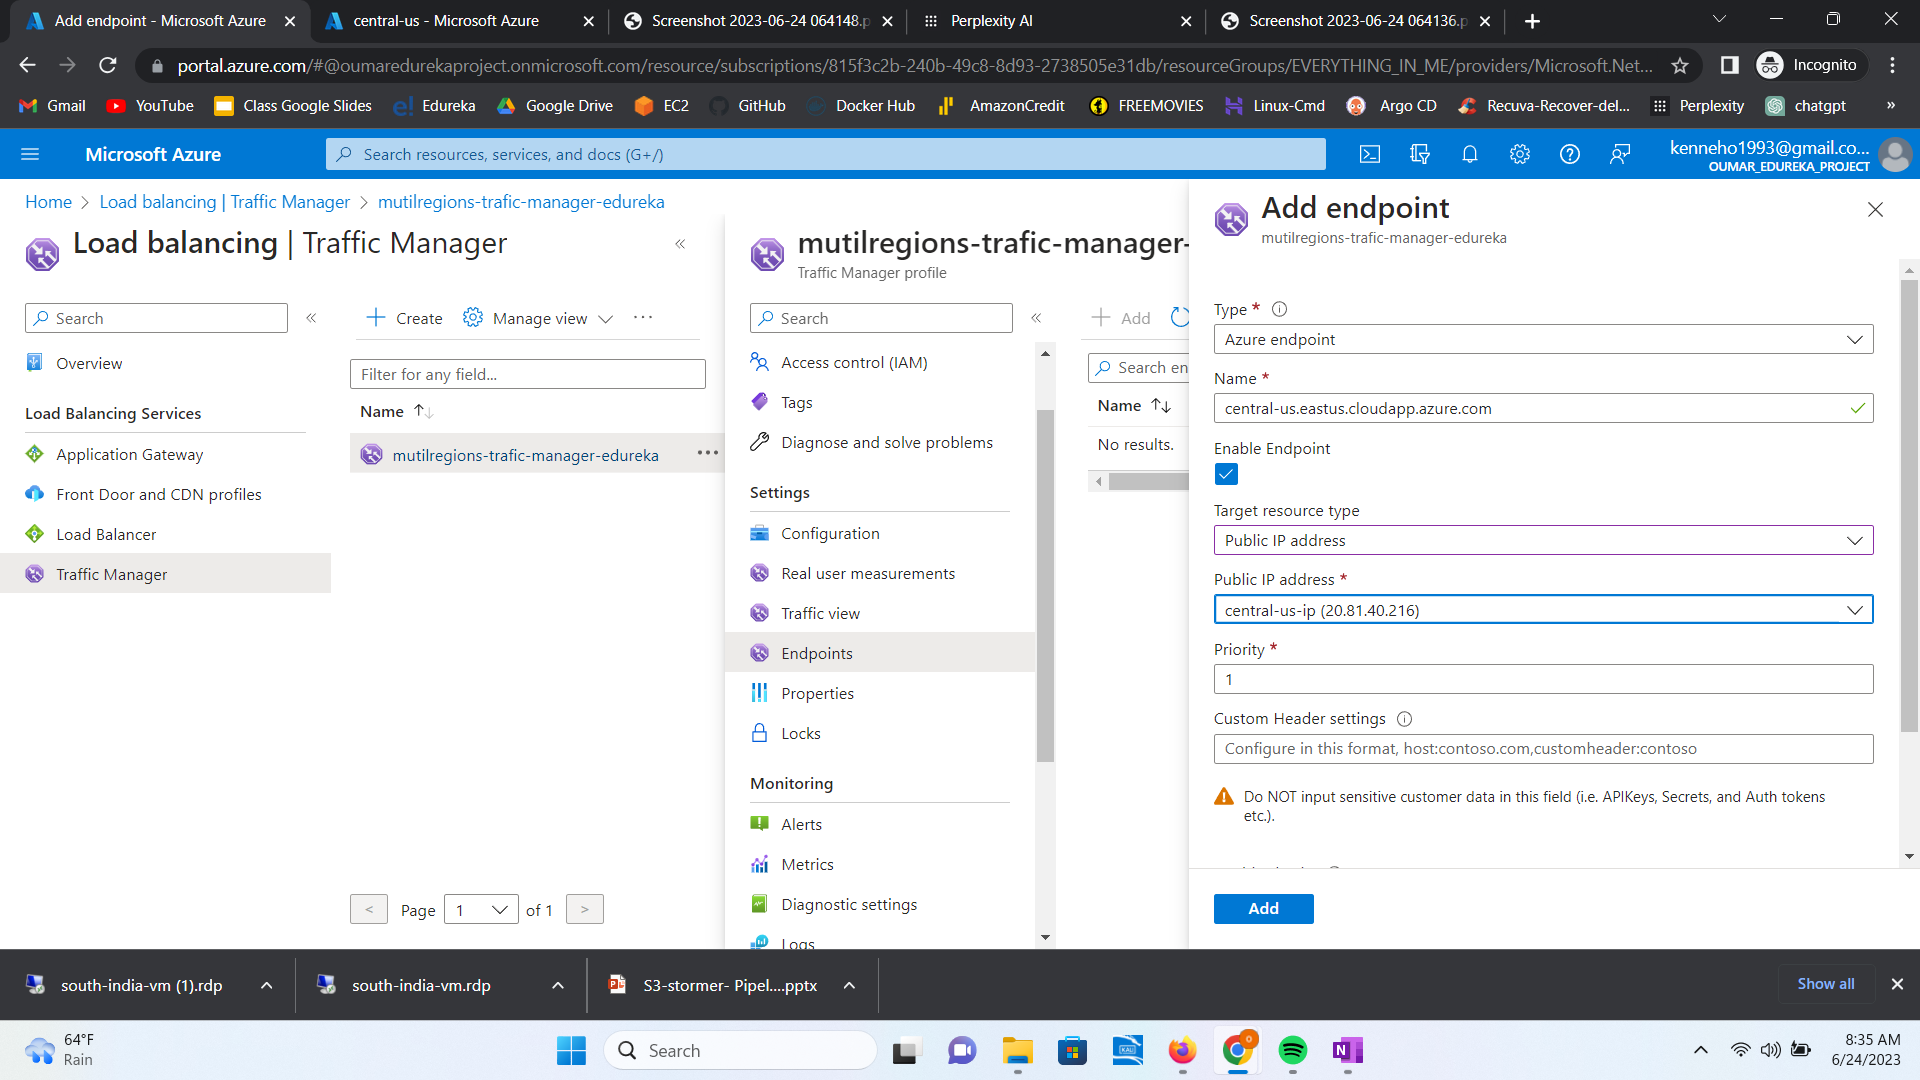 Add endpoint - Microsoft Azure
central-us - Microsoft Azure
Screenshot 2023-06-24 064148.p
Perplexity AI
Screenshot 2023-06-24 064136.p
portal.azure.com/#@oumaredurekaproject.onmicrosoft.com/resource/subscriptions/815f3c2b-240b-49c8-8d93-2738505e31db/resourceGroups/EVERYTHING_IN_ME/providers/Microsoft.Net...
Incognito
Gmail
YouTube
Class Google Slides
Edureka
Google Drive
EC2
GitHub
Docker Hub
AmazonCredit
FREEMOVIES
Linux-Cmd
Argo CD
Recuva-Recover-del...
Perplexity
chatgpt
»
Microsoft Azure
Search resources, services, and docs (G+/)
kenneho1993@gmail.co...
OUMAR_EDUREKA_PROJECT
Home > Load balancing | Traffic Manager > mutilregions-trafic-manager-edureka
Load balancing | Traffic Manager
Search
Overview
Load Balancing Services
Application Gateway
Front Door and CDN profiles
Load Balancer
Traffic Manager
Create
Manage view
Filter for any field...
Name
mutilregions-trafic-manager-edureka
< Page 1 of 1 >
mutilregions-trafic-manager-
Traffic Manager profile
Search
Access control (IAM)
Tags
Diagnose and solve problems
Settings
Configuration
Real user measurements
Traffic view
Endpoints
Properties
Locks
Monitoring
Alerts
Metrics
Diagnostic settings
Logs
Add
Search en
Name
No results.
Add endpoint
mutilregions-trafic-manager-edureka
Type *
Azure endpoint
Name *
central-us.eastus.cloudapp.azure.com
Enable Endpoint
Target resource type
Public IP address
Public IP address *
central-us-ip (20.81.40.216)
Priority *
1
Custom Header settings
Configure in this format, host:contoso.com,customheader:contoso
Do NOT input sensitive customer data in this field (i.e. APIKeys, Secrets, and Auth tokens
etc.).
Add
south-india-vm (1).rdp
south-india-vm.rdp
S3-stormer- Pipel....pptx
Show all
64°F
Rain
Search
8:35 AM
6/24/2023